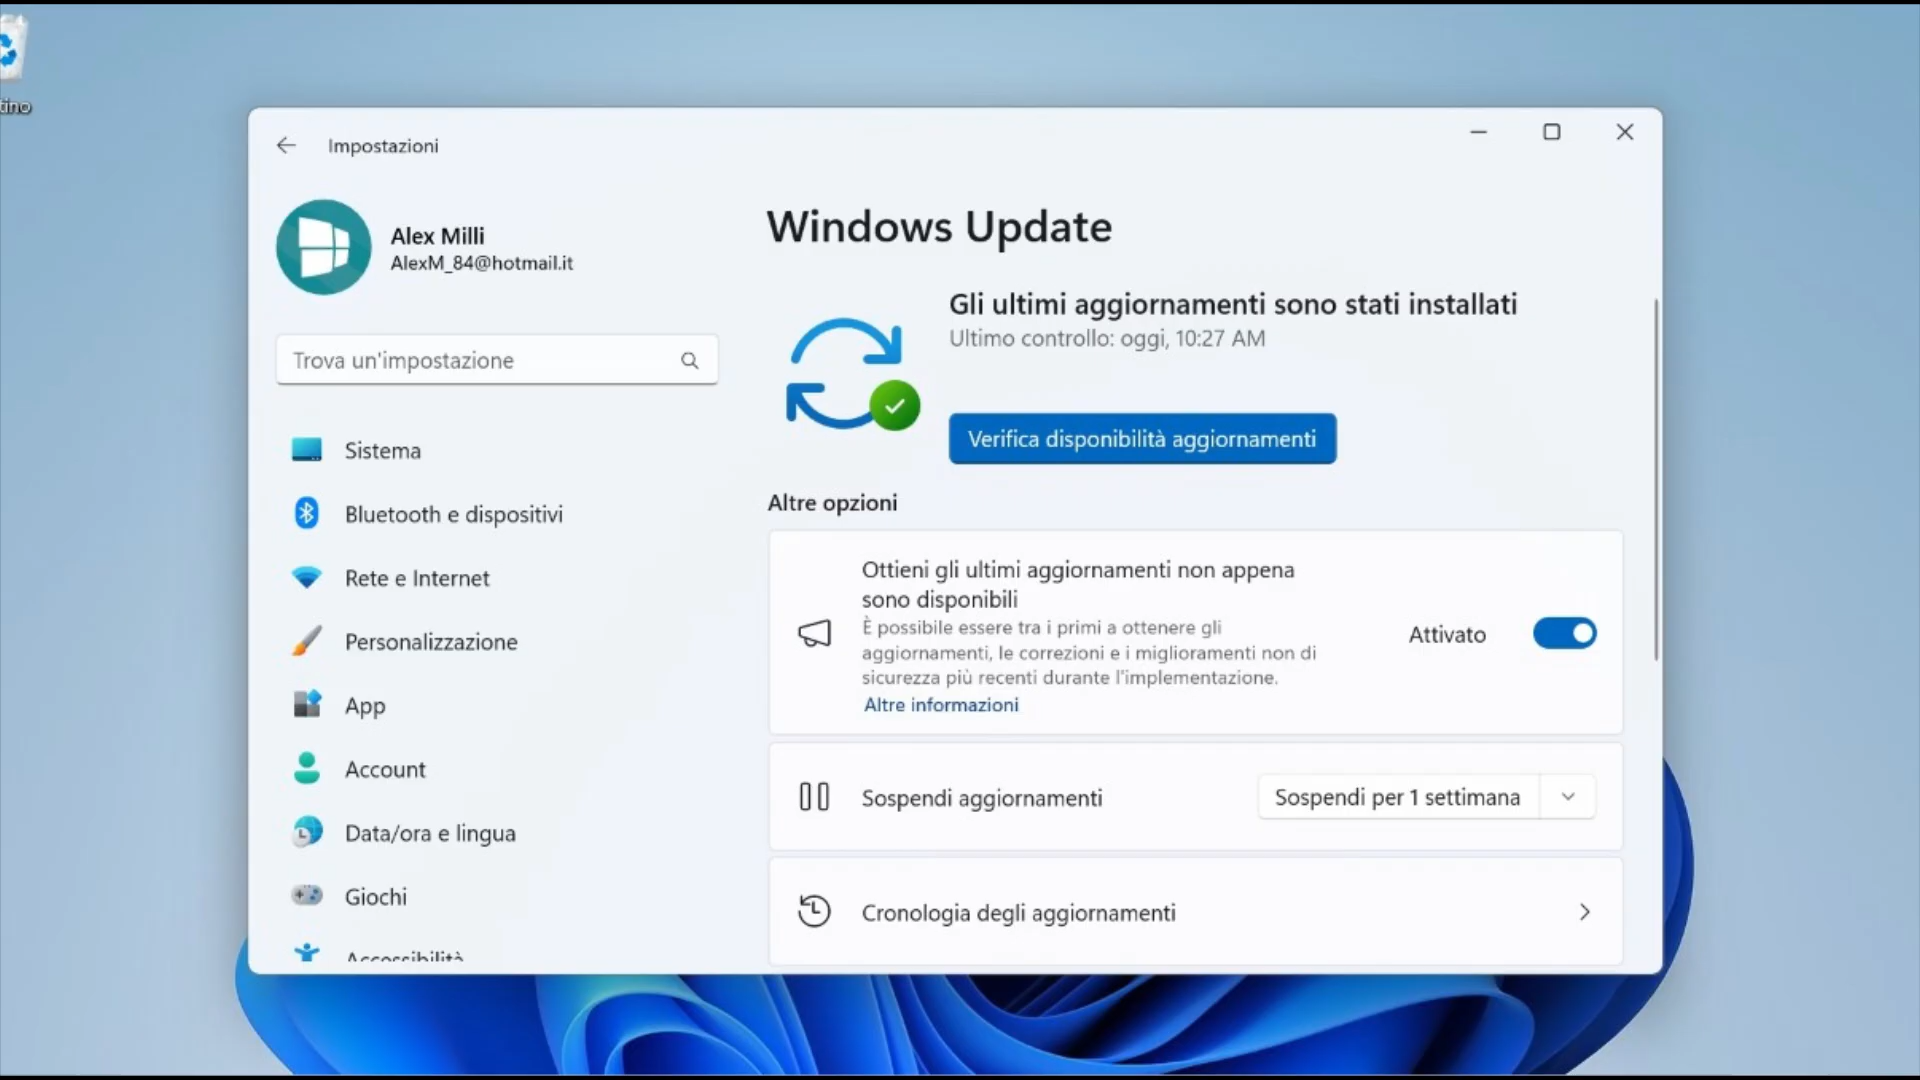 tino
Impostazioni
Alex Milli
AlexM_84@hotmail.it
Trova un'impostazione
Sistema
Bluetooth e dispositivi
Rete e Internet
Personalizzazione
App
Account
Data/ora e lingua
Giochi
Accessibilità
Windows Update
Gli ultimi aggiornamenti sono stati installati
Ultimo controllo: oggi, 10:27 AM
Verifica disponibilità aggiornamenti
Altre opzioni
Ottieni gli ultimi aggiornamenti non appena
sono disponibili
È possibile essere tra i primi a ottenere gli
aggiornamenti, le correzioni e i miglioramenti non di
sicurezza più recenti durante l'implementazione.
Altre informazioni
Attivato
Sospendi aggiornamenti
Sospendi per 1 settimana
Cronologia degli aggiornamenti